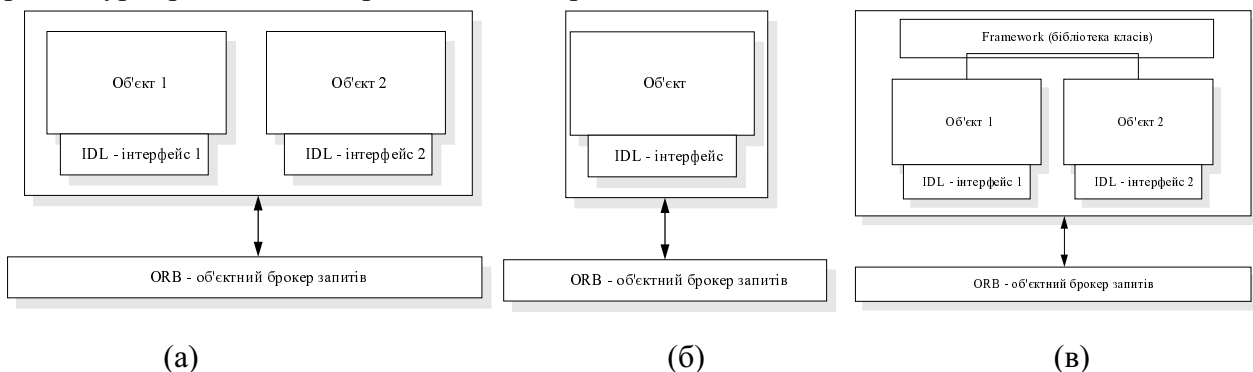 Framework (бібліотека класів)
Об'єкт 1
Об'єкт 2
IDL - інтерфейс 1
IDL - інтерфейс 2
ORB - об'єктний брокер запитів
(а)
Об'єкт
IDL - інтерфейс
ORB - об'єктний брокер запитів
(б)
Об'єкт 1
Об'єкт 2
IDL - інтерфейс 1
IDL - інтерфейс 2
ORB - об'єктний брокер запитів
(в)